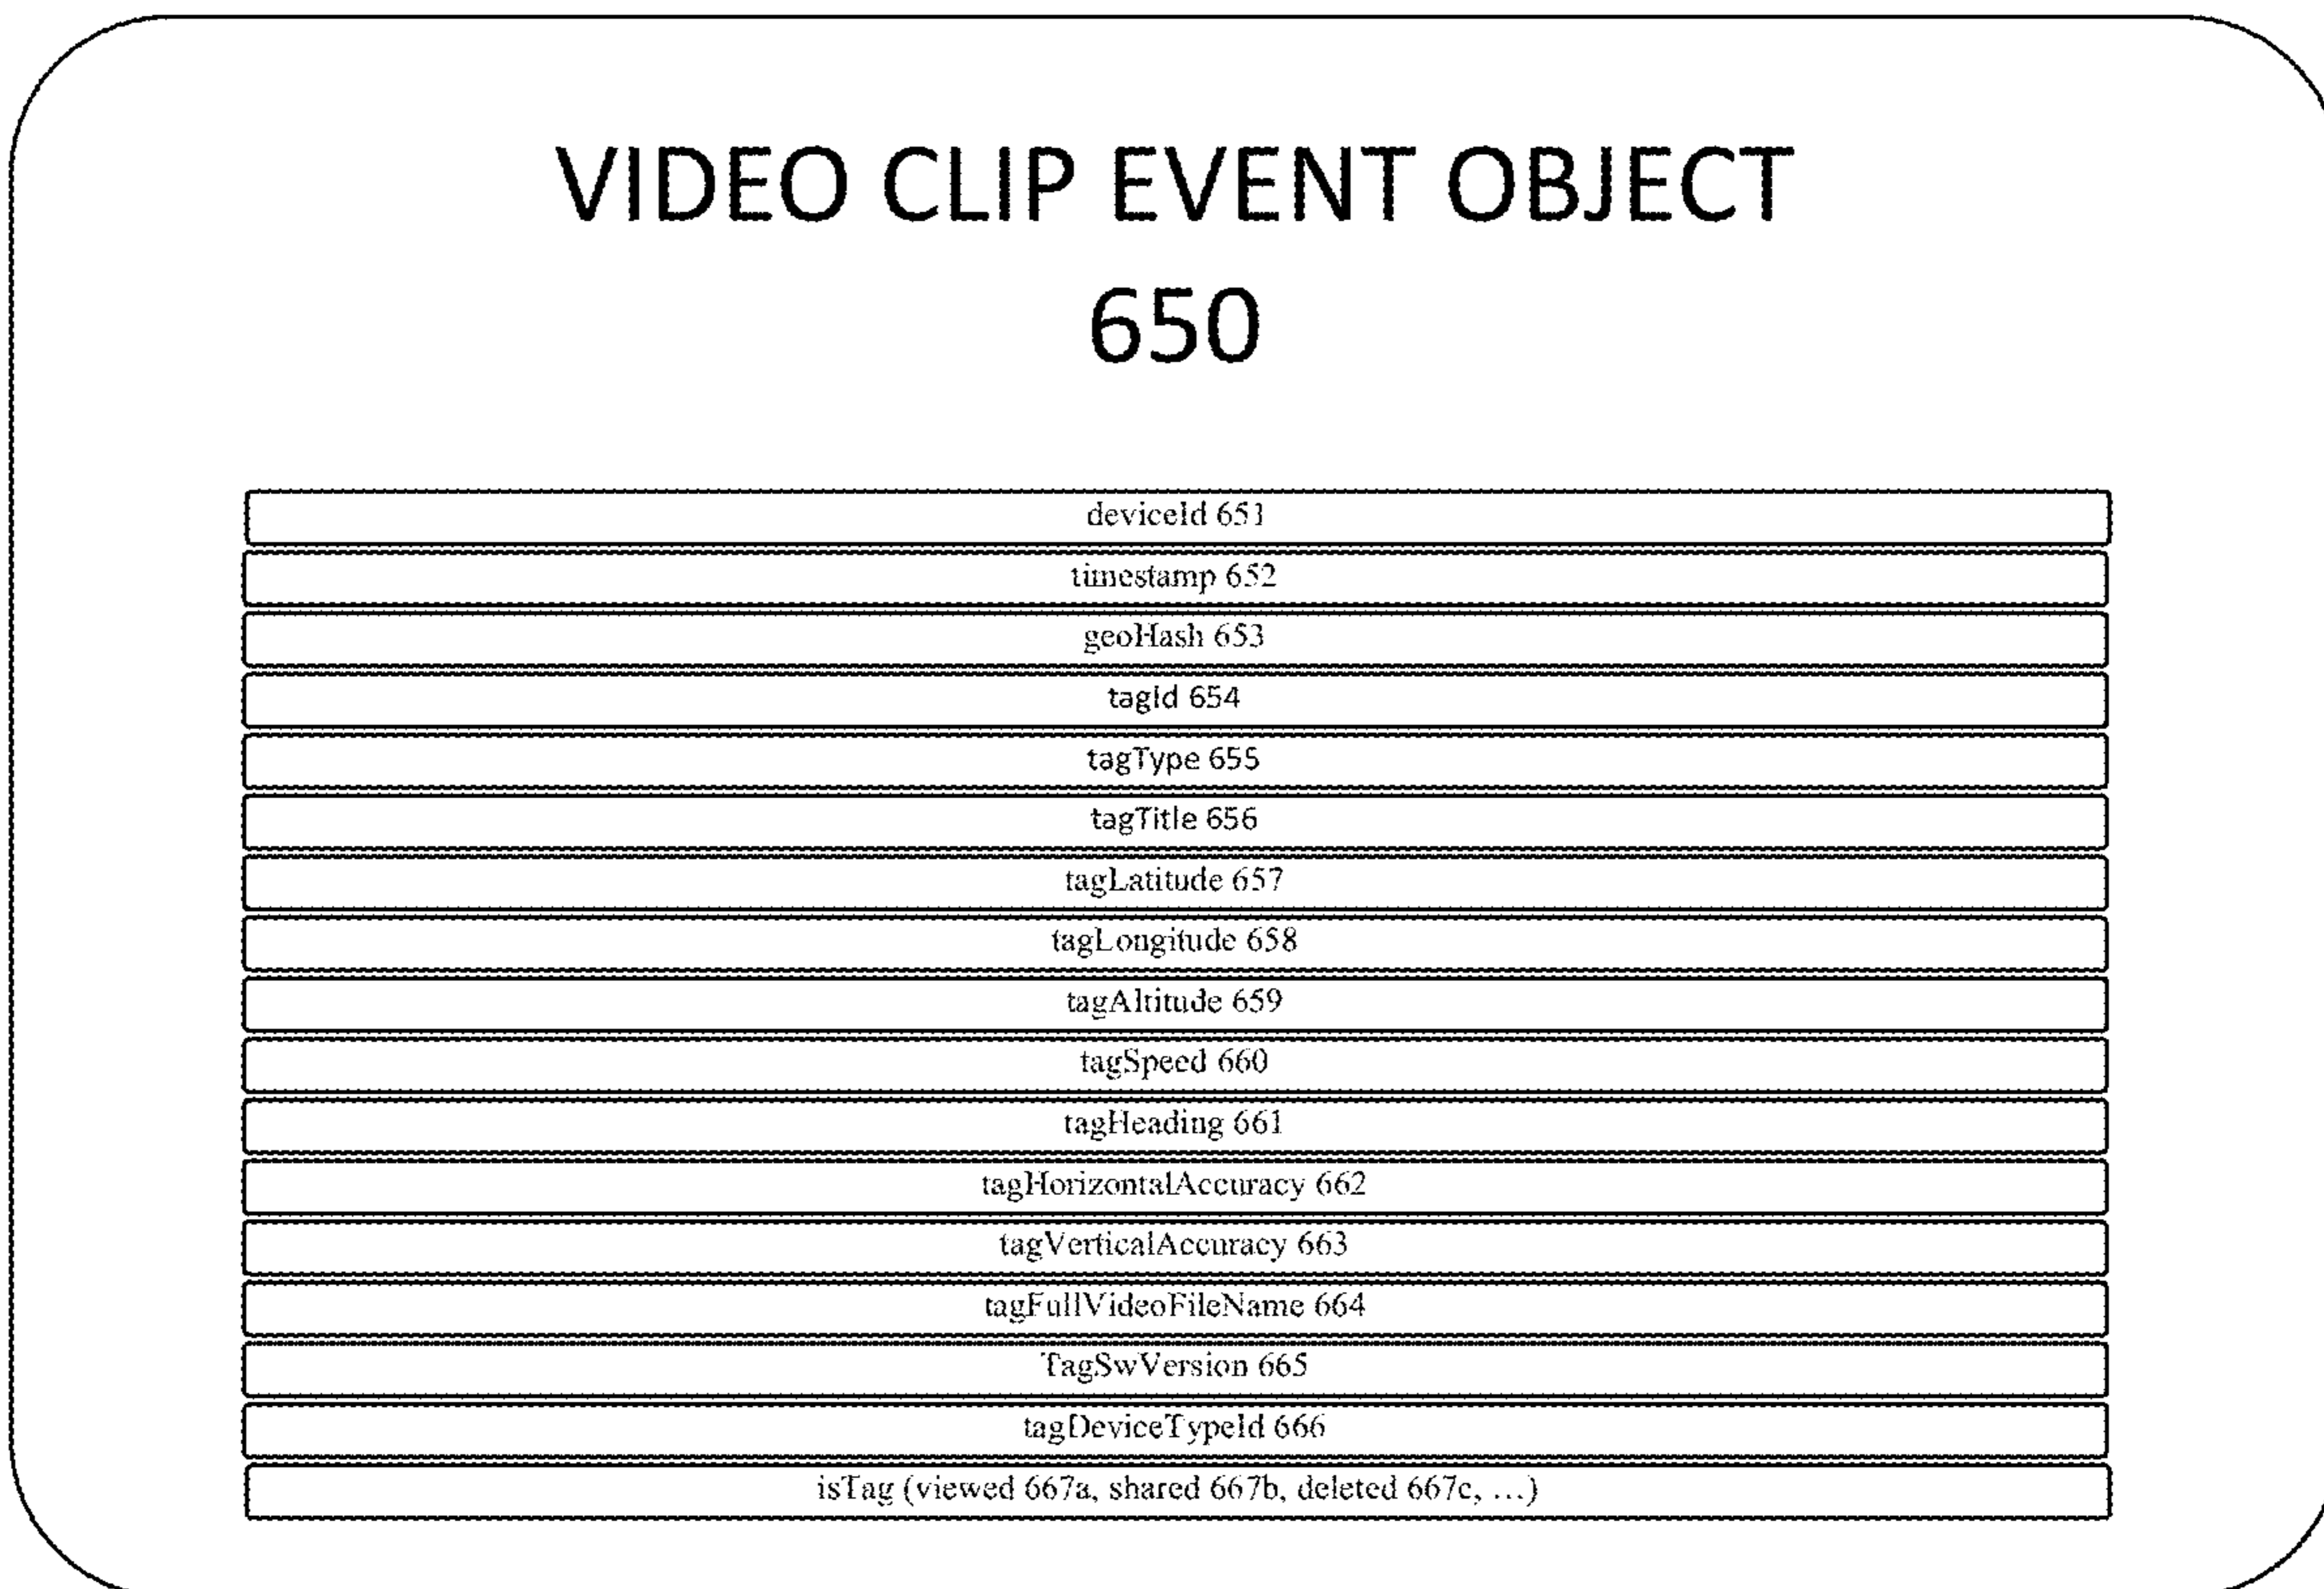 VIDEO CLIP EVENT OBJECT
650
deviceId 651
timestamp 652
geoHash 653
tagId 654
tagType 655
tagTitle 656
tagLatitude 657
tagLongitude 658
tagAltitude 659
tagSpeed 660
tagHeading 661
tagHorizontalAccuracy 662
tagVerticalAccuracy 663
tagFullVideoFileName 664
TagSwVersion 665
tagDeviceTypeId 666
isTag (viewed 667a, shared 667b, deleted 667c, …)